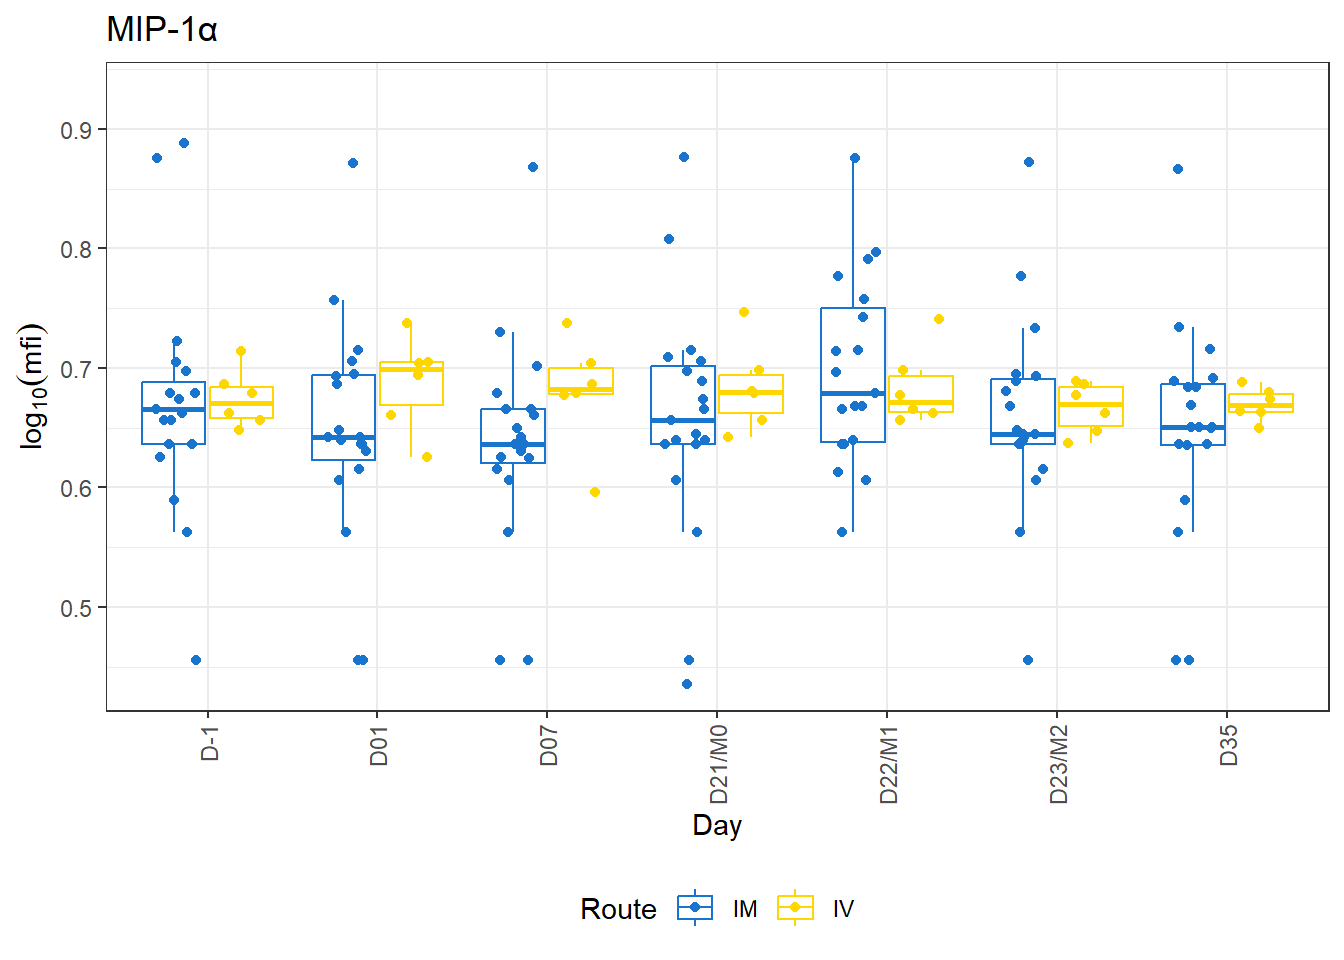 MIP-1α
0.9
0.8
0.7
0.6
0.5
log10(mfi)
D-1
D01
D07
D21/M0
D22/M1
D23/M2
D35
Day
Route IM IV